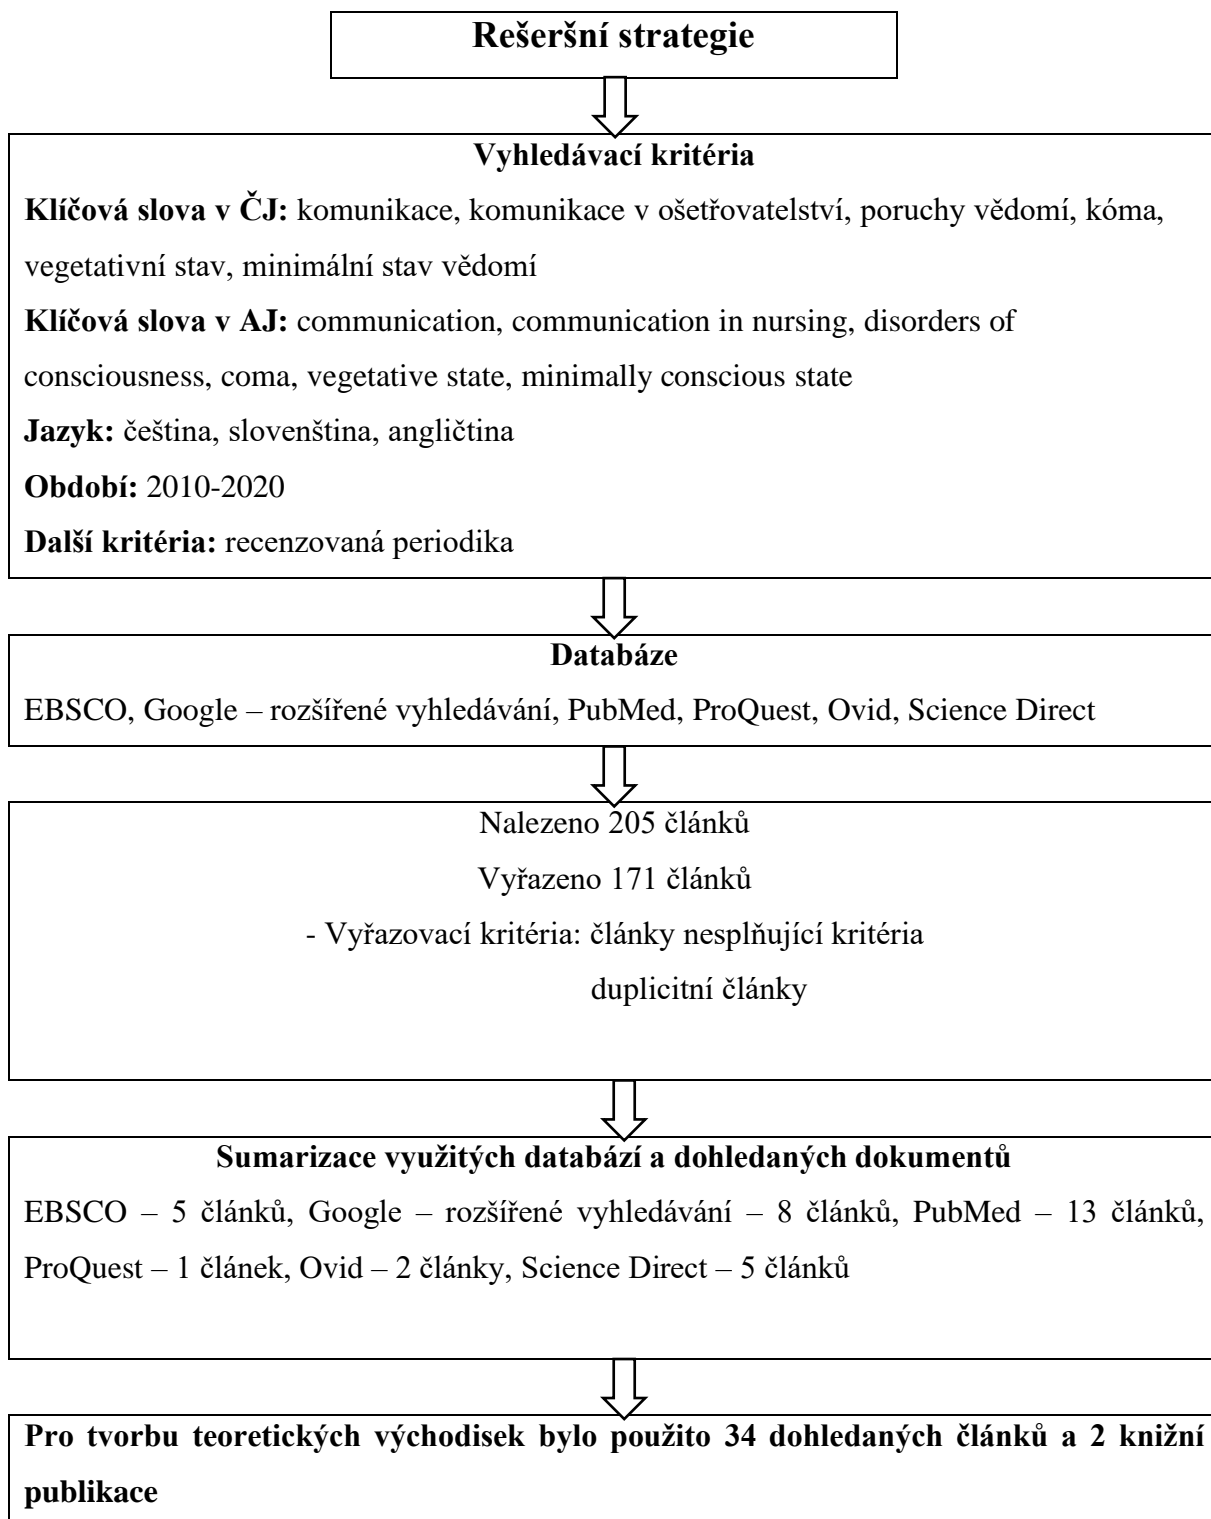 Rešeršní strategie
Vyhledávací kritéria
Klíčová slova v ČJ: komunikace, komunikace v ošetřovatelství, poruchy vědomí, kóma,
vegetativní stav, minimální stav vědomí
Klíčová slova v AJ: communication, communication in nursing, disorders of
consciousness, coma, vegetative state, minimally conscious state
Jazyk: čeština, slovenština, angličtina
Období: 2010-2020
Další kritéria: recenzovaná periodika
Databáze
EBSCO, Google – rozšířené vyhledávání, PubMed, ProQuest, Ovid, Science Direct
Nalezeno 205 článků
Vyřazeno 171 článků
- Vyřazovací kritéria: články nesplňující kritéria
duplicitní články
Sumarizace využitých databází a dohledaných dokumentů
EBSCO – 5 článků, Google – rozšířené vyhledávání – 8 článků, PubMed – 13 článků,
ProQuest – 1 článek, Ovid – 2 články, Science Direct – 5 článků
Pro tvorbu teoretických východisek bylo použito 34 dohledaných článků a 2 knižní
publikace